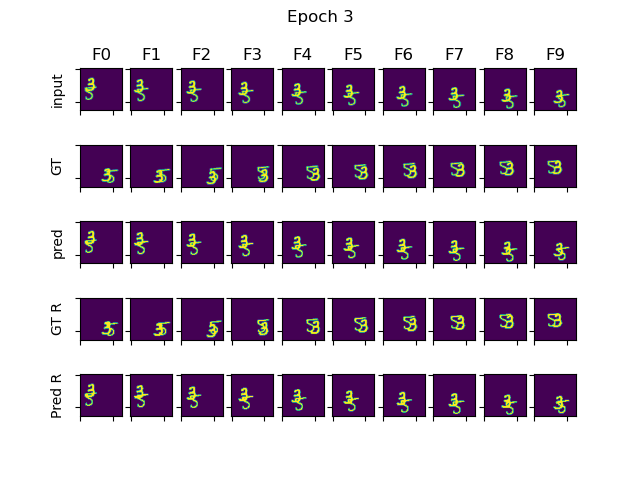 Epoch 3
F0 F1 F2 F3 F4 F5 F6 F7 F8 F9
input
GT
pred
GT R
Pred R